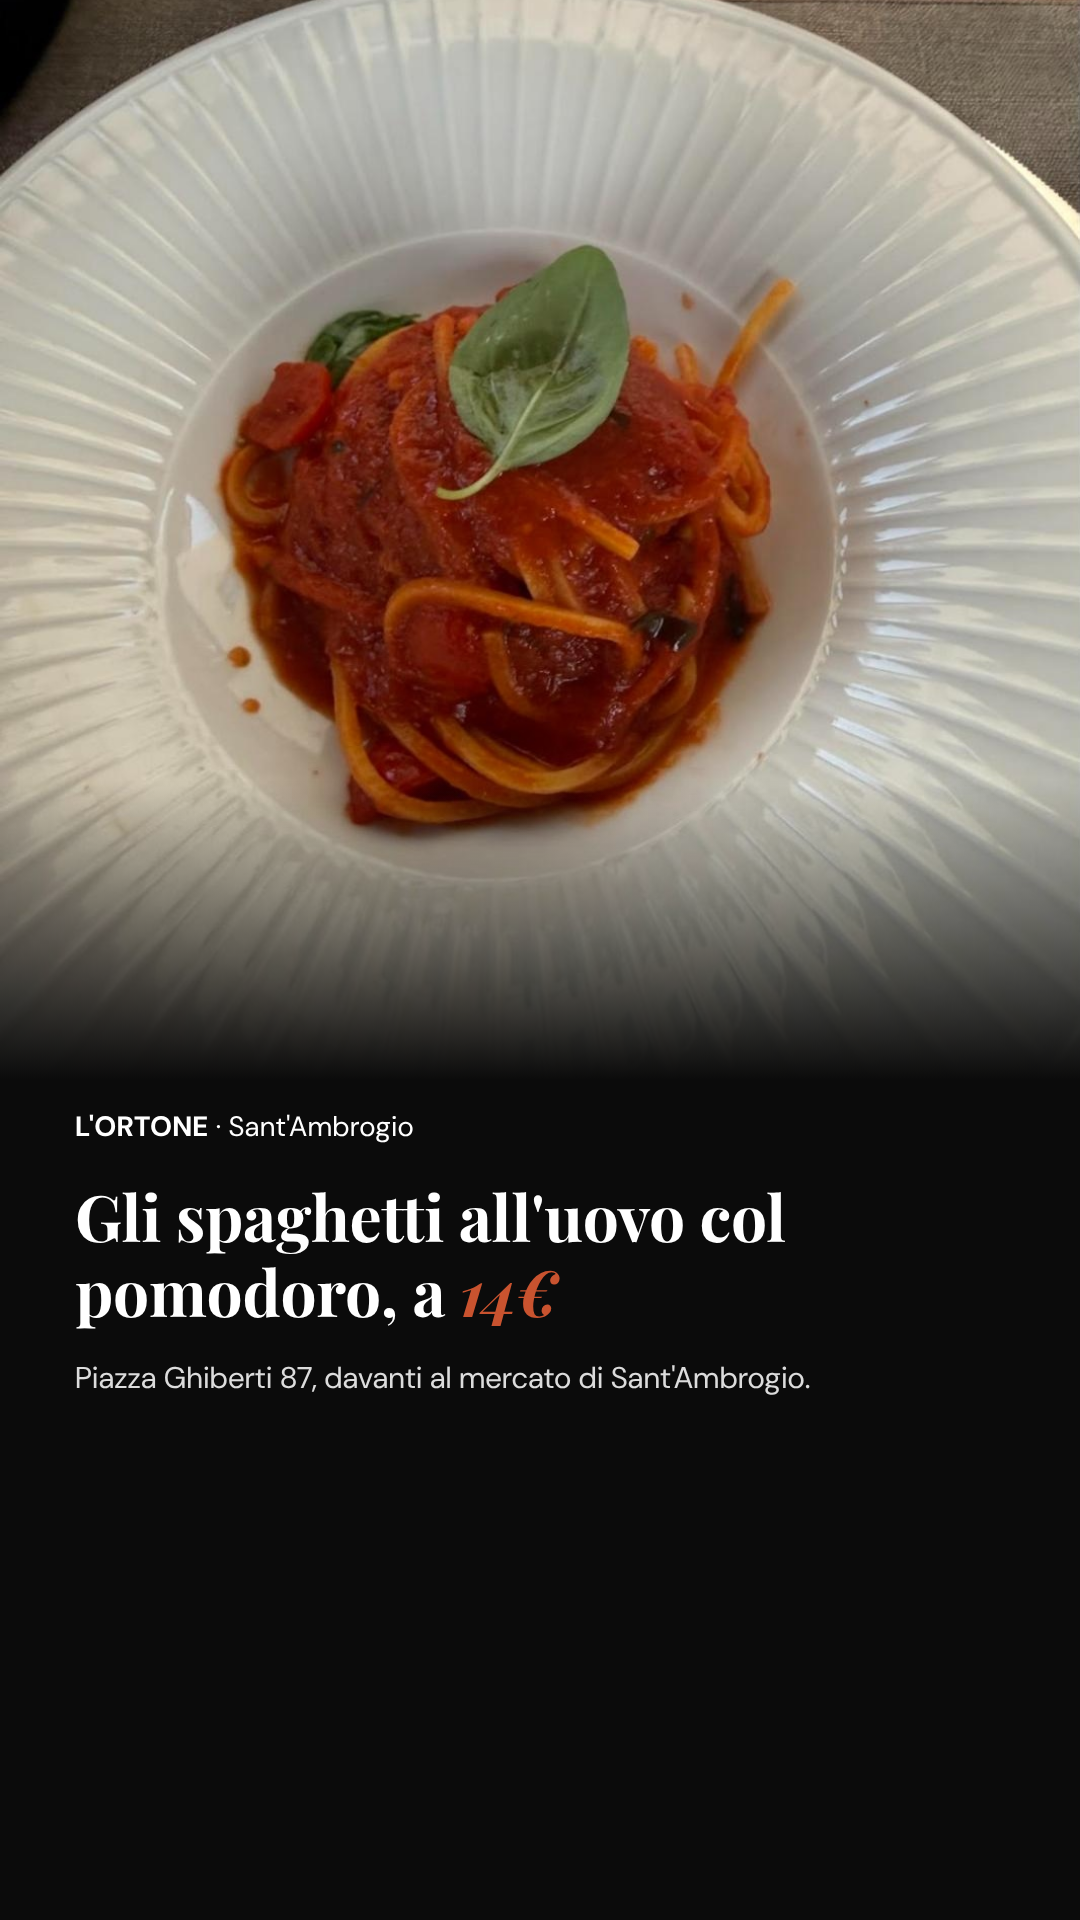 L'ORTONE · Sant'Ambrogio
Gli spaghetti all'uovo col
pomodoro, a 14€
Piazza Ghiberti 87, davanti al mercato di Sant'Ambrogio.